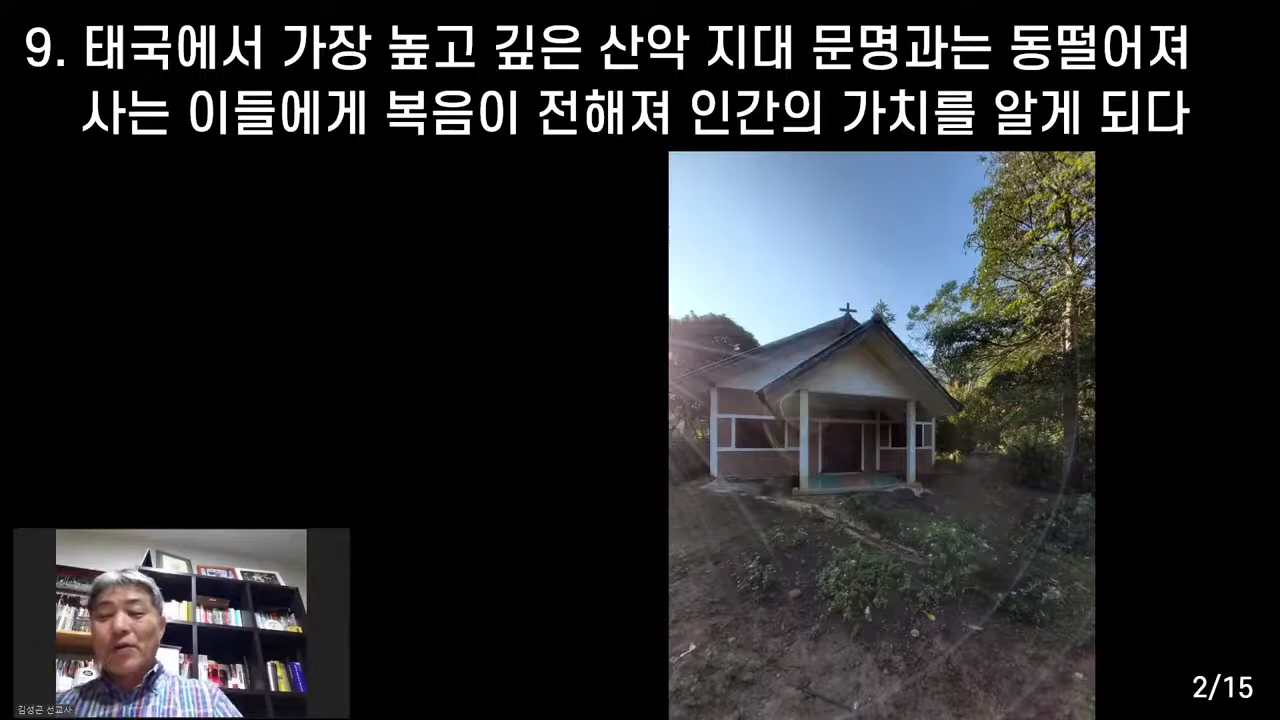 9. 태국에서 가장 높고 깊은 산악 지대 문명과는 동떨어져
사는 이들에게 복음이 전해져 인간의 가치를 알게 되다
김성곤 선교사
2/15